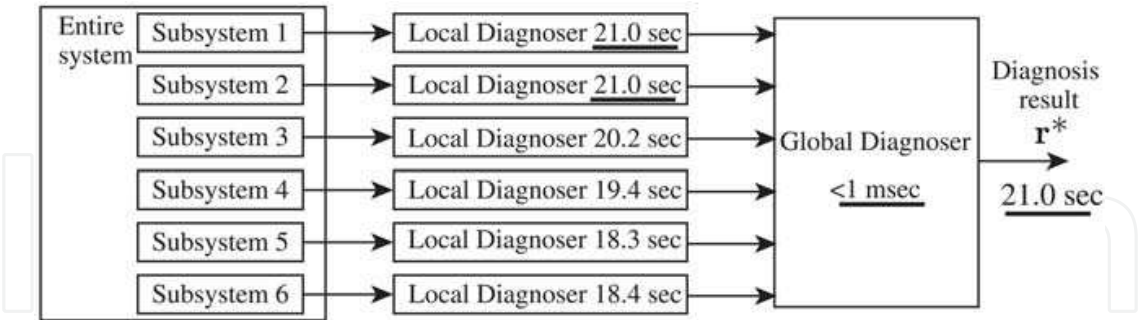 Entire
system
Subsystem 1
Local Diagnoser 21.0 sec
Subsystem 2
Local Diagnoser 21.0 sec
Subsystem 3
Local Diagnoser 20.2 sec
Subsystem 4
Local Diagnoser 19.4 sec
Subsystem 5
Local Diagnoser 18.3 sec
Subsystem 6
Local Diagnoser 18.4 sec
Global Diagnoser
<1 msec
Diagnosis
result
r*
21.0 sec